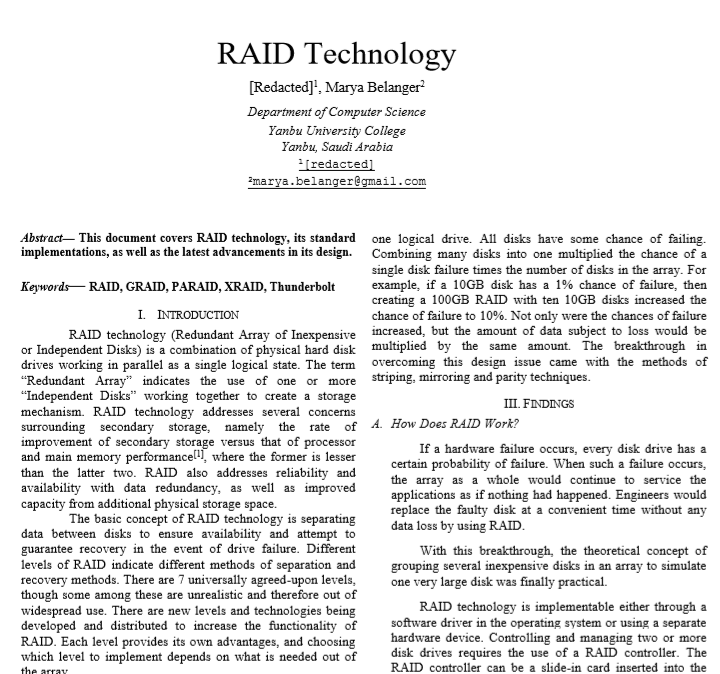 RAID Technology
[Redacted]1, Marya Belanger2
Department of Computer Science
Yanbu University College
Yanbu, Saudi Arabia
1[redacted]
2marya.belanger@gmail.com
Abstract— This document covers RAID technology, its standard
implementations, as well as the latest advancements in its design.
Keywords— RAID, GRAID, PARAID, XRAID, Thunderbolt
I. INTRODUCTION
RAID technology (Redundant Array of Inexpensive
or Independent Disks) is a combination of physical hard disk
drives working in parallel as a single logical state. The term
“Redundant Array” indicates the use of one or more
“Independent Disks” working together to create a storage
mechanism. RAID technology addresses several concerns
surrounding secondary storage, namely the rate of
improvement of secondary storage versus that of processor
and main memory performance[1], where the former is lesser
than the latter two. RAID also addresses reliability and
availability with data redundancy, as well as improved
capacity from additional physical storage space.
The basic concept of RAID technology is separating
data between disks to ensure availability and attempt to
guarantee recovery in the event of drive failure. Different
levels of RAID indicate different methods of separation and
recovery methods. There are 7 universally agreed-upon levels,
though some among these are unrealistic and therefore out of
widespread use. There are new levels and technologies being
developed and distributed to increase the functionality of
RAID. Each level provides its own advantages, and choosing
which level to implement depends on what is needed out of
the array.
one logical drive. All disks have some chance of failing.
Combining many disks into one multiplied the chance of a
single disk failure times the number of disks in the array. For
example, if a 10GB disk has a 1% chance of failure, then
creating a 100GB RAID with ten 10GB disks increased the
chance of failure to 10%. Not only were the chances of failure
increased, but the amount of data subject to loss would be
multiplied by the same amount. The breakthrough in
overcoming this design issue came with the methods of
striping, mirroring and parity techniques.
III. FINDINGS
A. How Does RAID Work?
If a hardware failure occurs, every disk drive has a
certain probability of failure. When such a failure occurs,
the array as a whole would continue to service the
applications as if nothing had happened. Engineers would
replace the faulty disk at a convenient time without any
data loss by using RAID.
With this breakthrough, the theoretical concept of
grouping several inexpensive disks in an array to simulate
one very large disk was finally practical.
RAID technology is implementable either through a
software driver in the operating system or using a separate
hardware device. Controlling and managing two or more
disk drives requires the use of a RAID controller. The
RAID controller can be a slide-in card inserted into the